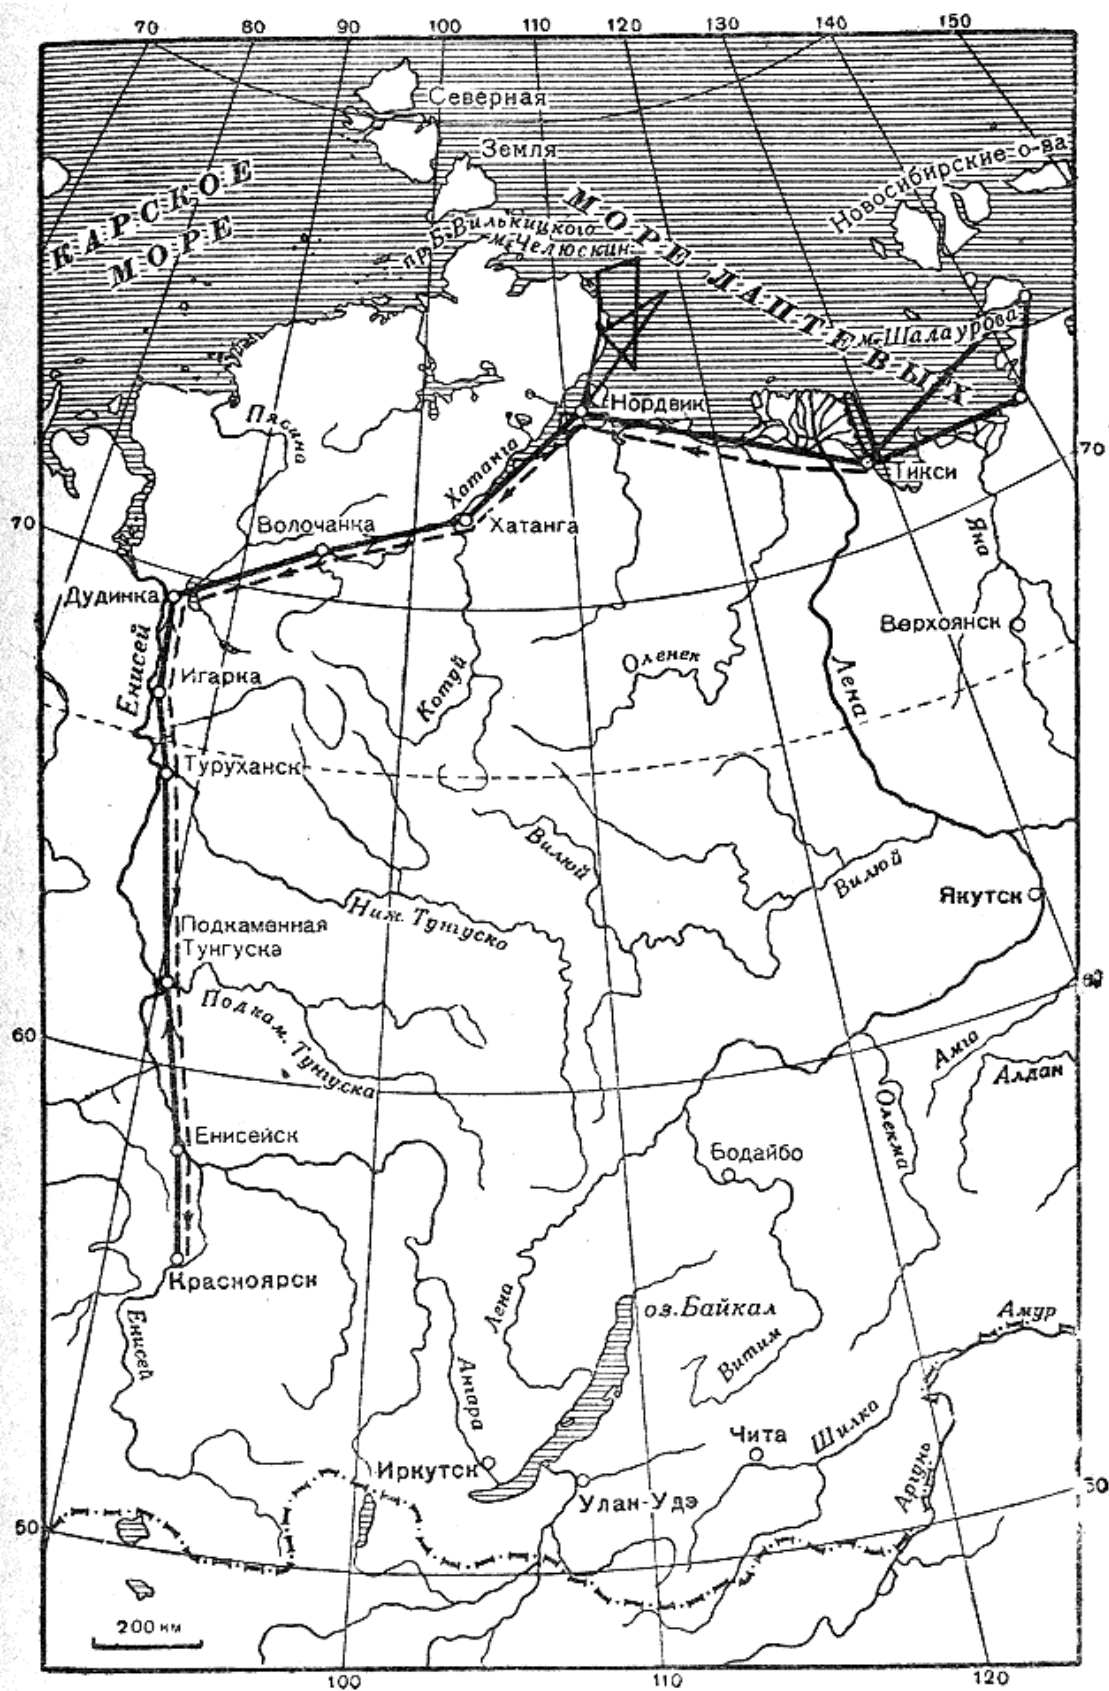 70 80 90 100 110 120 130 140 150
Северная
Земля
КАРСКОЕ
МОРЕ
Новосибирские о-ва
пр. Б. Вилькицкого
м. Челюскин
МОРЕ ЛАПТЕВЫХ
м. Шалаурова
Пясина
Нордвик
Хатанга
Тикси
70
70
Волочанка
Хатанга
Яна
Дудинка
Верхоянск
Енисей
Игарка
Котуй
Оленек
Лена
Туруханск
Вилюй
Вилюй
Якутск
Ниж. Тунгуска
Подкаменная
Тунгуска
Подкам. Тунгуска
60
60
Амга
Алдан
Олекма
Енисейск
Бодайбо
Красноярск
Енисей
Лена
оз. Байкал
Витим
Амур
Ангара
Чита
Шилка
Аргунь
Иркутск
Улан-Удэ
50
50
200 км
100 110 120